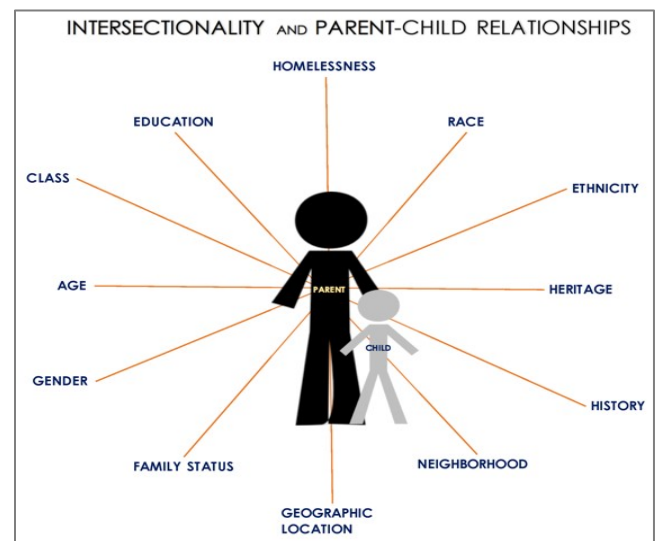 INTERSECTIONALITY AND PARENT-CHILD RELATIONSHIPS
HOMELESSNESS
EDUCATION
RACE
CLASS
ETHNICITY
AGE
PARENT
HERITAGE
CHILD
GENDER
HISTORY
FAMILY STATUS
NEIGHBORHOOD
GEOGRAPHIC
LOCATION